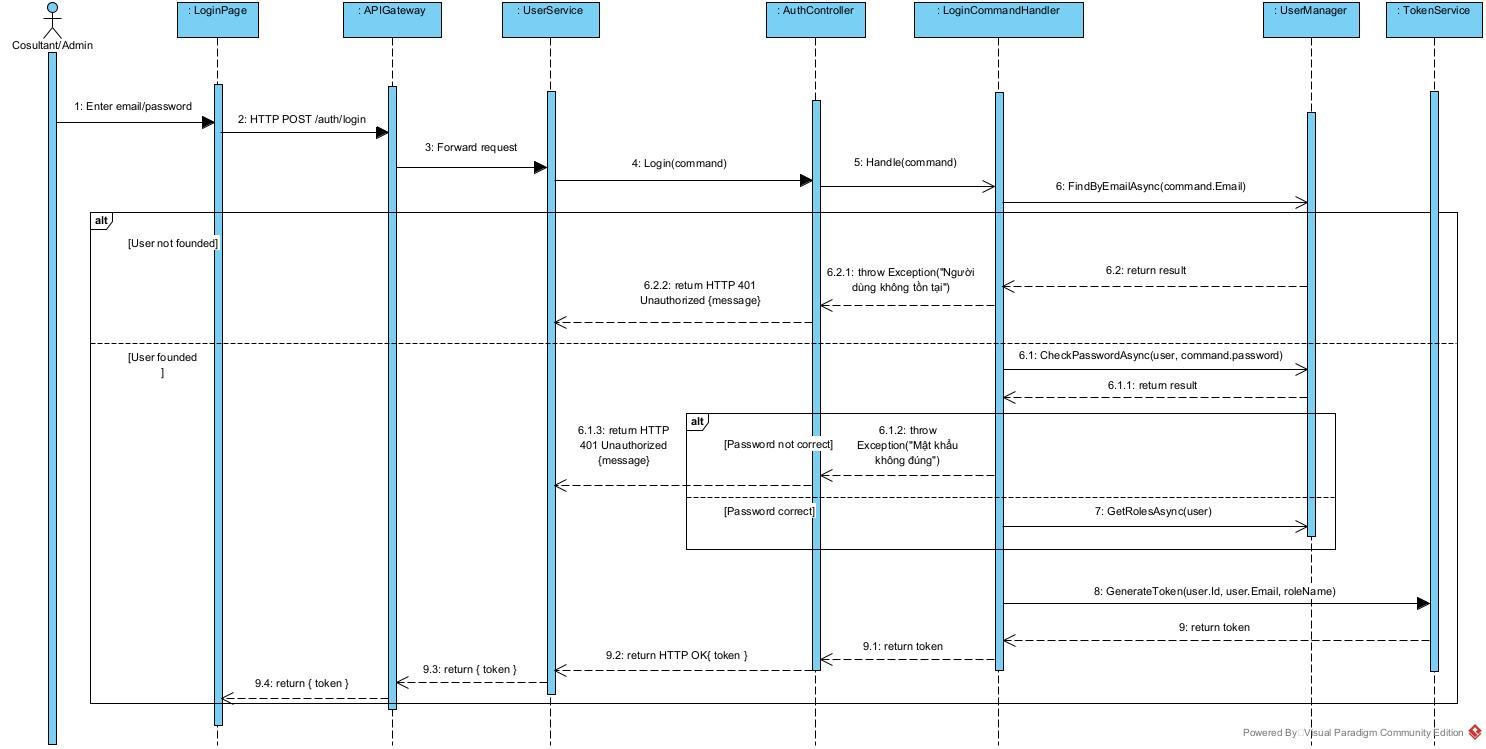 : LoginPage
: APIGateway
: UserService
: AuthController
: LoginCommandHandler
: UserManager
: TokenService
Cosultant/Admin
1: Enter email/password
2: HTTP POST /auth/login
3: Forward request
4: Login(command)
5: Handle(command)
6: FindByEmailAsync(command.Email)
alt
[User not founded]
6.2: return result
6.2.1: throw Exception("Người
dùng không tồn tại")
6.2.2: return HTTP 401
Unauthorized {message}
[User founded
]
6.1: CheckPasswordAsync(user, command.password)
6.1.1: return result
alt
[Password not correct]
6.1.2: throw
Exception("Mật khẩu
không đúng")
6.1.3: return HTTP
401 Unauthorized
{message}
[Password correct]
7: GetRolesAsync(user)
8: GenerateToken(user.Id, user.Email, roleName)
9: return token
9.1: return token
9.2: return HTTP OK{ token }
9.3: return { token }
9.4: return { token }
Powered By Visual Paradigm Community Edition